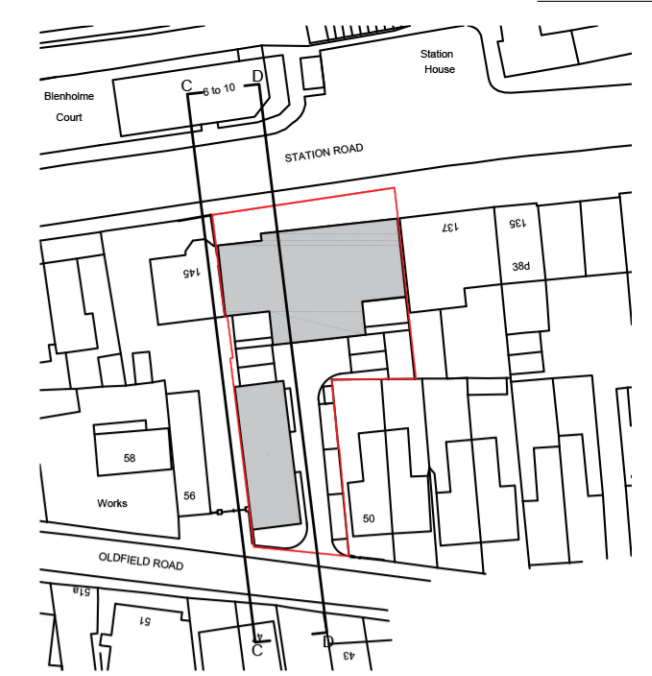 Station
House
Blenholme
Court
C
D
6 to 10
STATION ROAD
145
137
135
38d
58
56
Works
50
OLDFIELD ROAD
51a
51
C
D
43